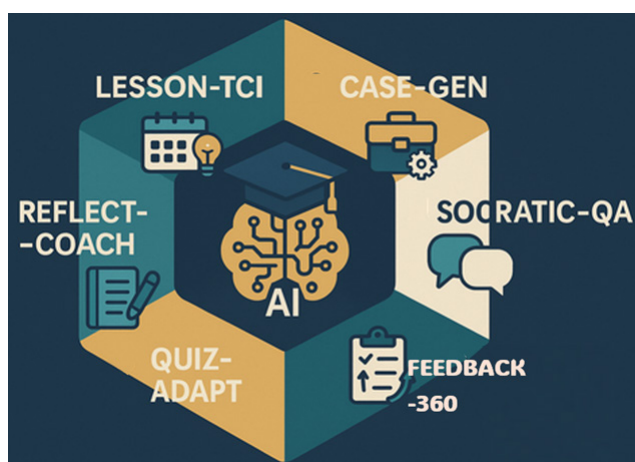 LESSON-TCI
CASE-GEN
REFLECT-
-COACH
SOCRATIC-QA
AI
QUIZ-
ADAPT
FEEDBACK
-360